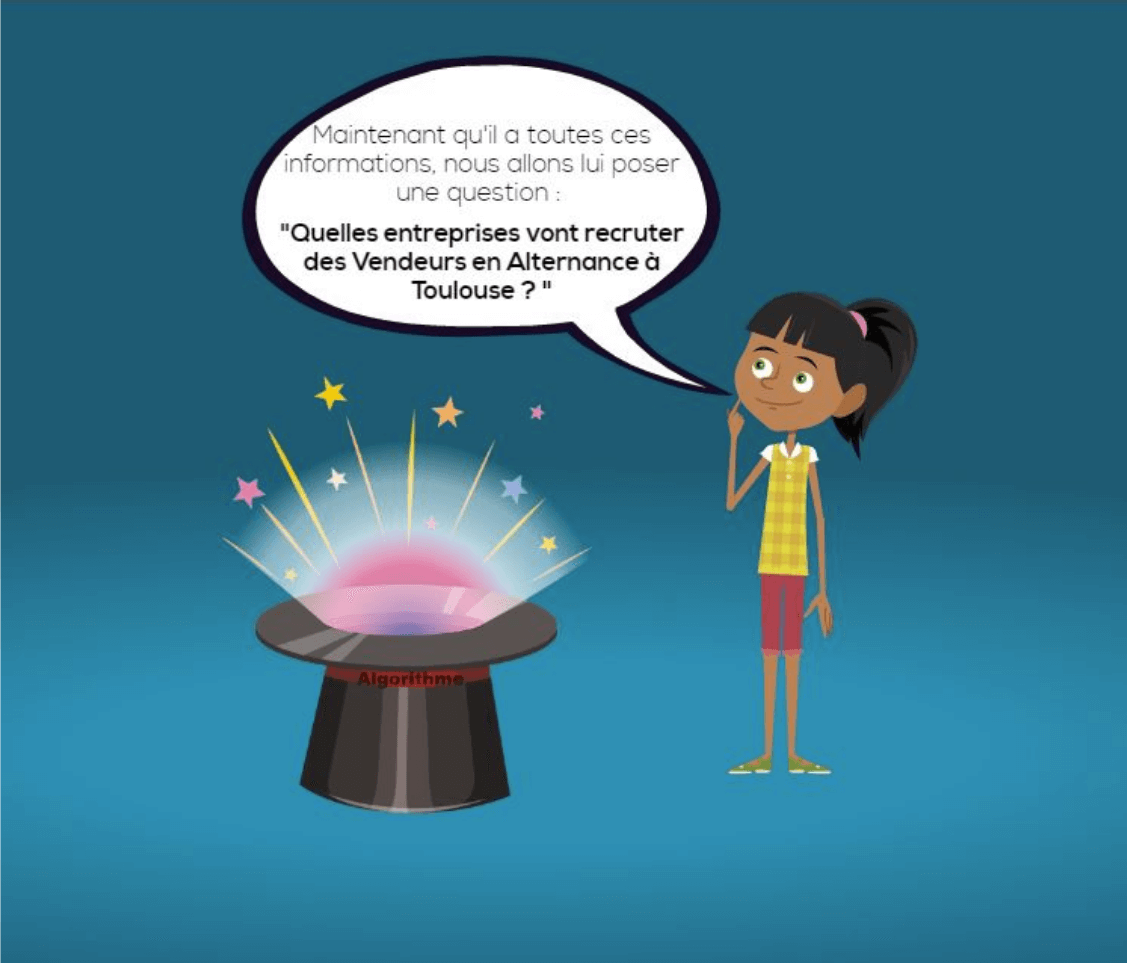 Maintenant qu'il a toutes ces
informations, nous allons lui poser
une question :
"Quelles entreprises vont recruter
des Vendeurs en Alternance à
Toulouse ? "
Algorithme